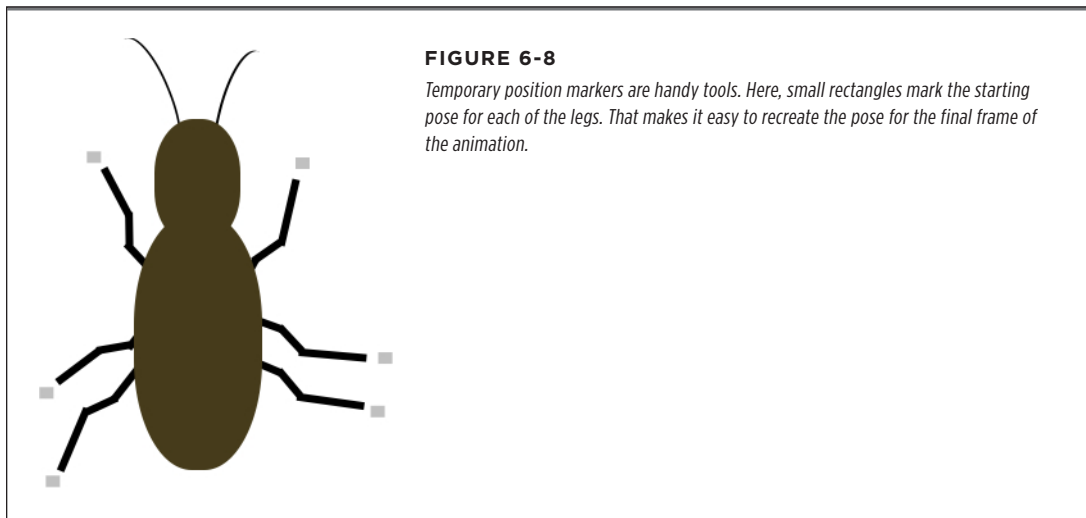 FIGURE 6-8
Temporary position markers are handy tools. Here, small rectangles mark the starting
pose for each of the legs. That makes it easy to recreate the pose for the final frame of
the animation.